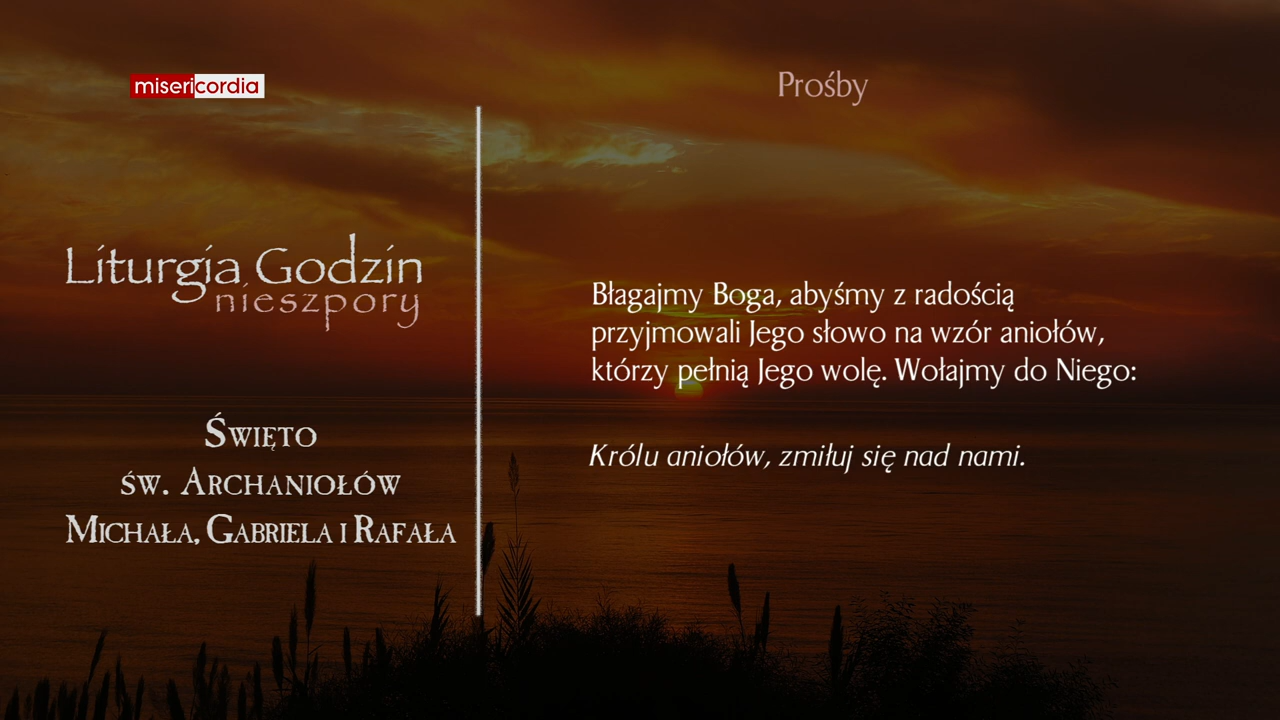 misericordia
Liturgia Godzin
nieszpory
Święto
św. Archaniołów
Michała, Gabriela i Rafała
Prośby
Błagajmy Boga, abyśmy z radością
przyjmowali Jego słowo na wzór aniołów,
którzy pełnią Jego wolę. Wołajmy do Niego:
Królu aniołów, zmiłuj się nad nami.